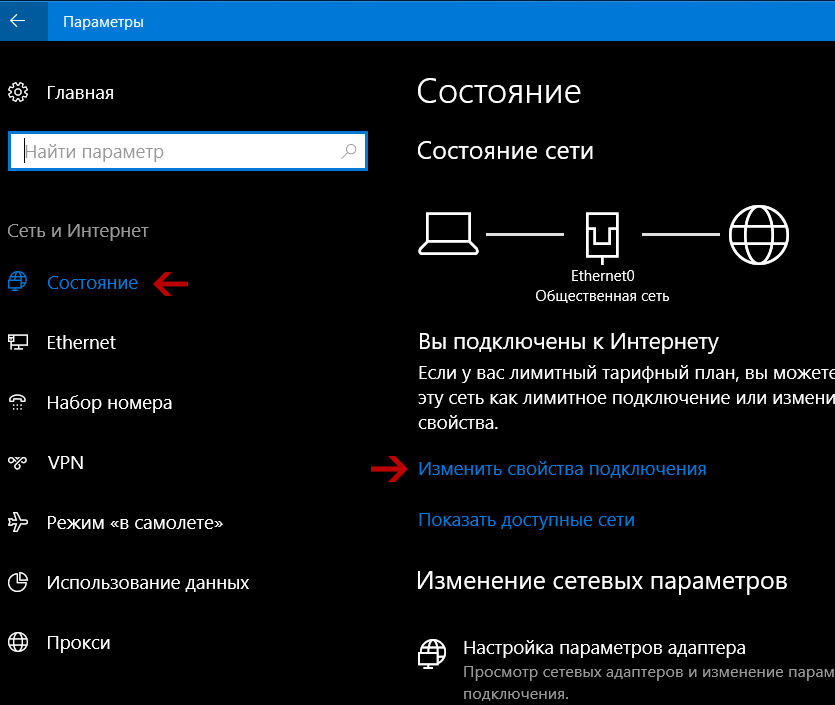 Параметры
Главная
Найти параметр
Сеть и Интернет
Состояние
Ethernet
Набор номера
VPN
Режим «в самолете»
Использование данных
Прокси
Состояние
Состояние сети
Ethernet0
Общественная сеть
Вы подключены к Интернету
Если у вас лимитный тарифный план, вы можете
эту сеть как лимитное подключение или измени
свойства.
Изменить свойства подключения
Показать доступные сети
Изменение сетевых параметров
Настройка параметров адаптера
Просмотр сетевых адаптеров и изменение парам
подключения.